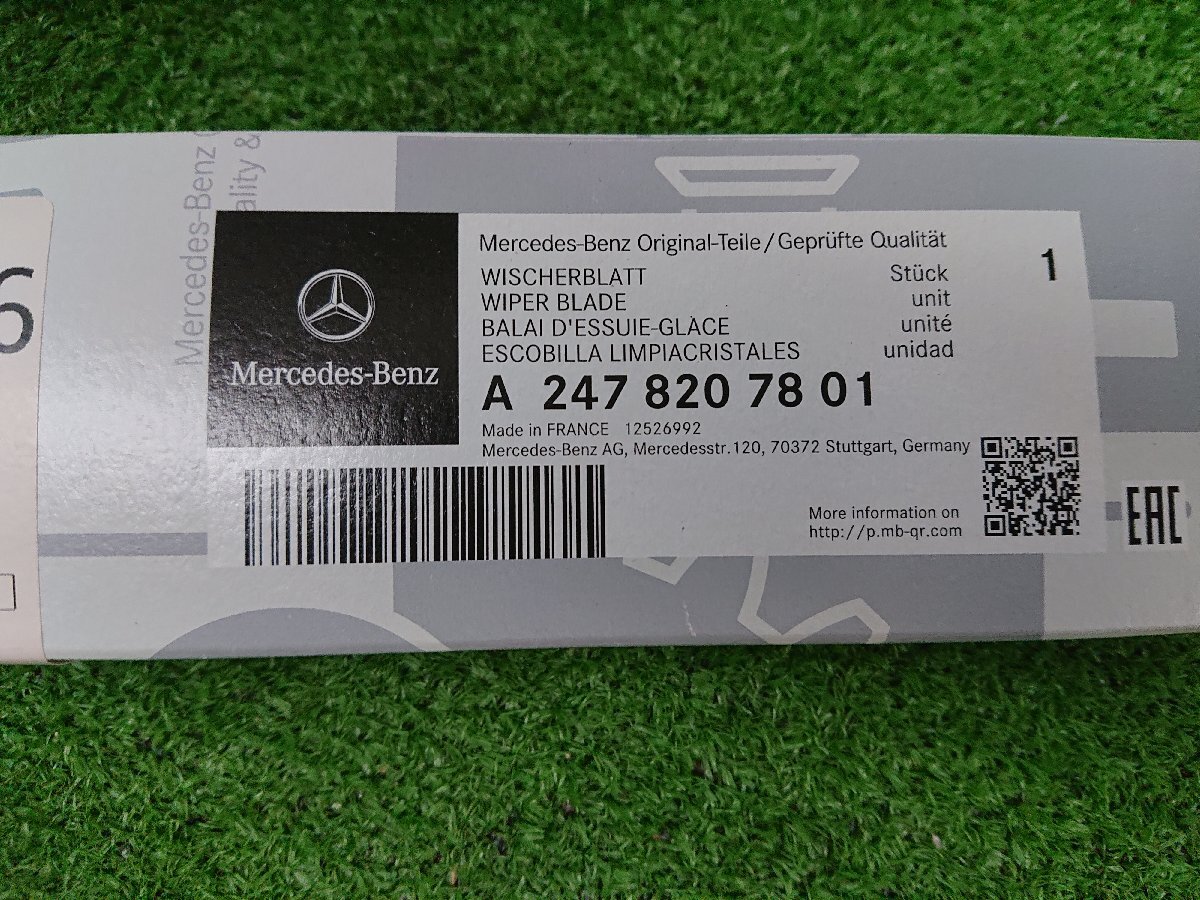 Mercedes-Benz
ality &
6
Mercedes-Benz
Mercedes-Benz Original-Teile/Geprüfte Qualität
WISCHERBLATT Stück 1
WIPER BLADE unit
BALAI D'ESSUIE-GLACE unité
ESCOBILLA LIMPIACRISTALES unidad
A 247 820 78 01
Made in FRANCE 12526992
Mercedes-Benz AG, Mercedesstr.120, 70372 Stuttgart, Germany
More information on
http://p.mb-qr.com
EAC